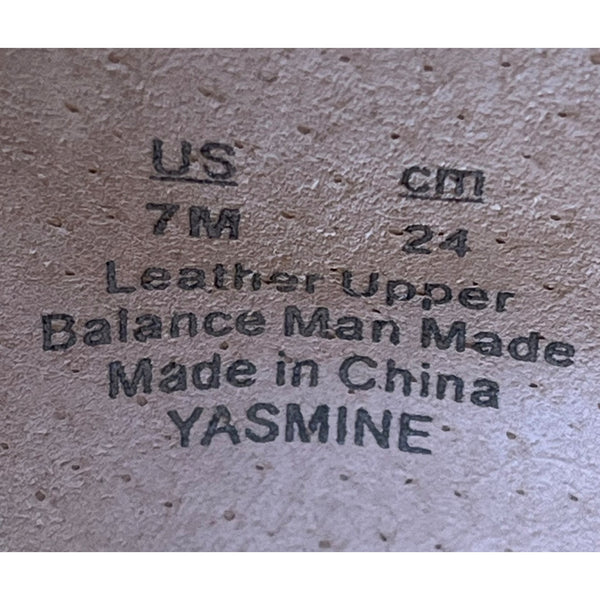 US cm
7M 24
Leather Upper
Balance Man Made
Made in China
YASMINE